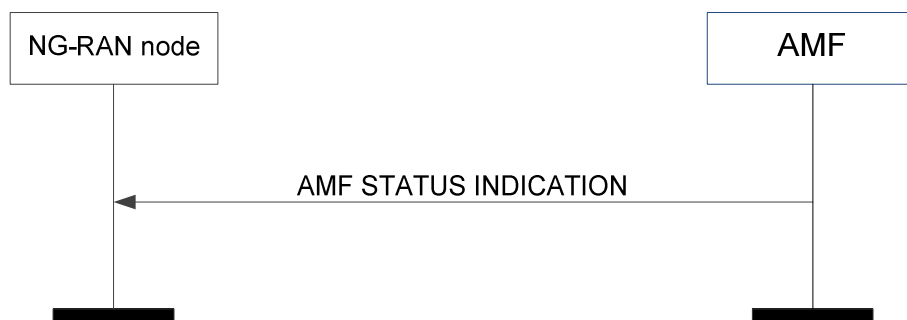 NG-RAN node
AMF
AMF STATUS INDICATION